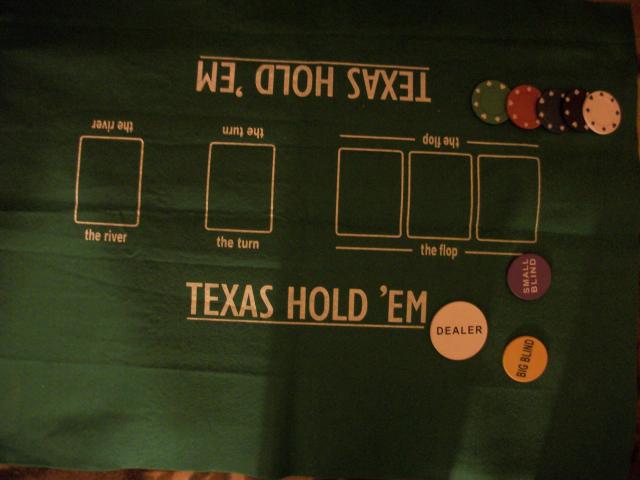 TEXAS HOLD 'EM
the river
the turn
the flop
the river
the turn
the flop
SMALL BLIND
TEXAS HOLD 'EM
DEALER
BIG BLIND